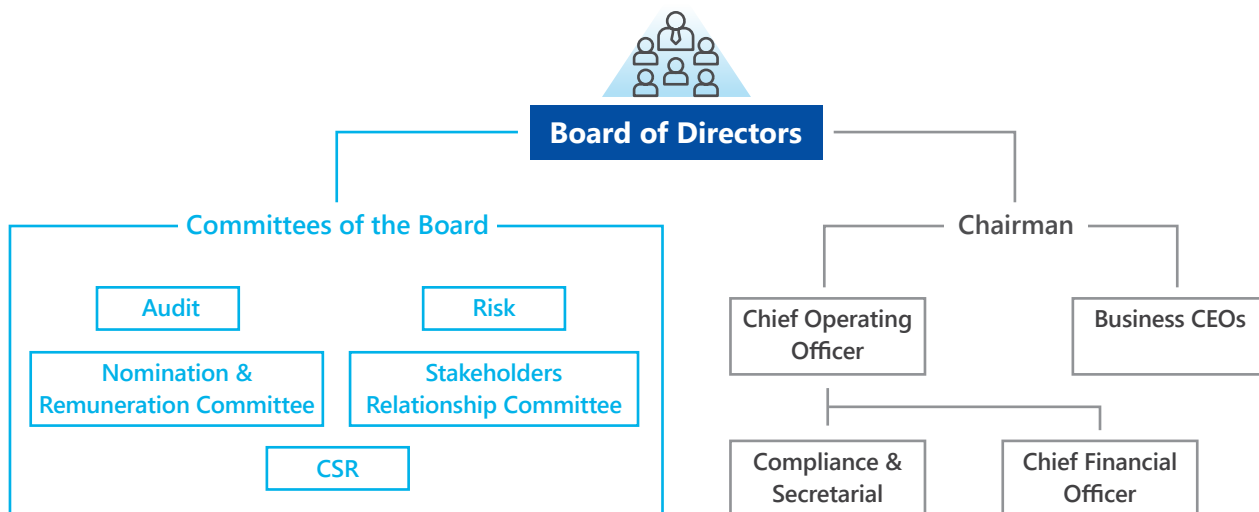 Board of Directors
Committees of the Board
Chairman
Audit
Risk
Nomination &
Remuneration Committee
Stakeholders
Relationship Committee
CSR
Chief Operating
Officer
Business CEOs
Compliance &
Secretarial
Chief Financial
Officer